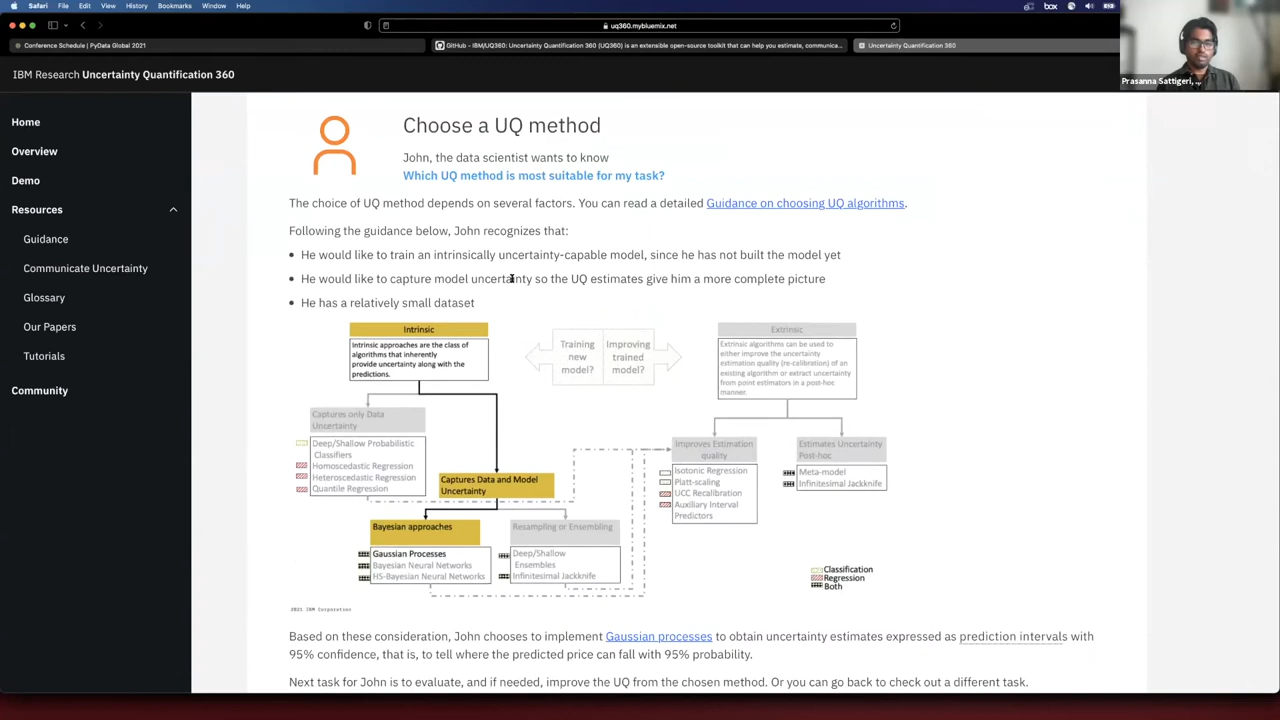 Safari File Edit View History Bookmarks Window Help
box
uq360.mybluemix.net
Conference Schedule | PyData Global 2021
GitHub - IBM/UQ360: Uncertainty Quantification 360 (UQ360) is an extensible open-source toolkit that can help you estimate, communica...
Uncertainty Quantification 360
Prasanna Sattigeri, ...
IBM Research Uncertainty Quantification 360
Home
Overview
Demo
Resources
Guidance
Communicate Uncertainty
Glossary
Our Papers
Tutorials
Community
Choose a UQ method
John, the data scientist wants to know
Which UQ method is most suitable for my task?
The choice of UQ method depends on several factors. You can read a detailed Guidance on choosing UQ algorithms.
Following the guidance below, John recognizes that:
He would like to train an intrinsically uncertainty-capable model, since he has not built the model yet
He would like to capture model uncertainty so the UQ estimates give him a more complete picture
He has a relatively small dataset
Intrinsic
Intrinsic approaches are the class of
algorithms that inherently
provide uncertainty along with the
predictions.
Training
new
model?
Improving
trained
model?
Extrinsic
Extrinsic algorithms can be used to
either improve the uncertainty
estimation quality (re-calibration) of an
existing algorithm or extract uncertainty
from point estimators in a post-hoc
manner.
Captures only Data
Uncertainty
Deep/Shallow Probabilistic
Classifiers
Homoscedastic Regression
Heteroscedastic Regression
Quantile Regression
Captures Data and Model
Uncertainty
Bayesian approaches
Gaussian Processes
Bayesian Neural Networks
HS-Bayesian Neural Networks
Resampling or Ensembling
Deep/Shallow
Ensembles
Infinitesimal Jackknife
Improves Estimation
quality
Isotonic Regression
Platt-scaling
UCC Recalibration
Auxiliary Interval
Predictors
Estimates Uncertainty
Post-hoc
Meta-model
Infinitesimal Jackknife
Classification
Regression
Both
2021 IBM Corporation
Based on these consideration, John chooses to implement Gaussian processes to obtain uncertainty estimates expressed as prediction intervals with
95% confidence, that is, to tell where the predicted price can fall with 95% probability.
Next task for John is to evaluate, and if needed, improve the UQ from the chosen method. Or you can go back to check out a different task.